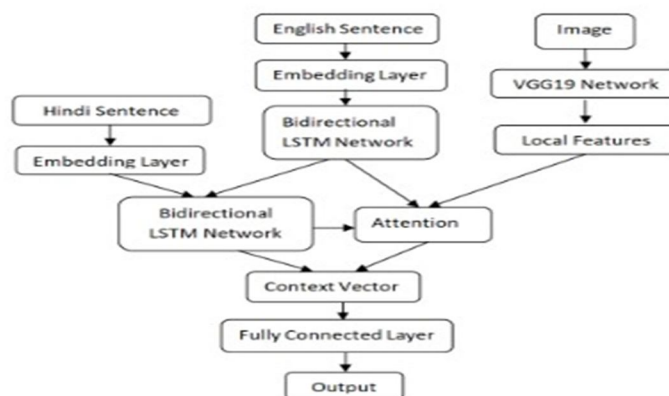 English Sentence
Image
Embedding Layer
VGG19 Network
Hindi Sentence
Bidirectional
LSTM Network
Local Features
Embedding Layer
Bidirectional
LSTM Network
Attention
Context Vector
Fully Connected Layer
Output